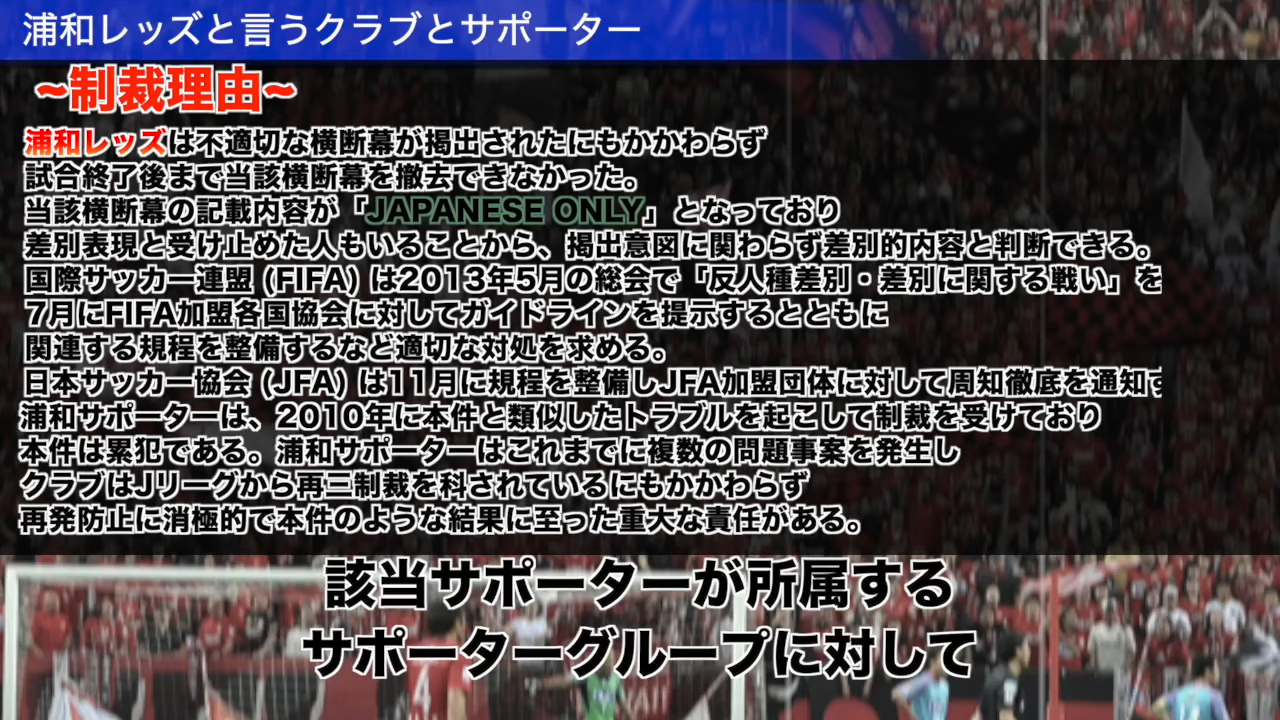 浦和レッズと言うクラブとサポーター
~制裁理由~
浦和レッズは不適切な横断幕が掲出されたにもかかわらず
試合終了後まで当該横断幕を撤去できなかった。
当該横断幕の記載内容が「JAPANESE ONLY」となっており
差別表現と受け止めた人もいることから、掲出意図に関わらず差別的内容と判断できる。
国際サッカー連盟 (FIFA) は2013年5月の総会で「反人種差別・差別に関する戦い」を
7月にFIFA加盟各国協会に対してガイドラインを提示するとともに
関連する規程を整備するなど適切な対処を求める。
日本サッカー協会 (JFA) は11月に規程を整備しJFA加盟団体に対して周知徹底を通知す
浦和サポーターは、2010年に本件と類似したトラブルを起こして制裁を受けており
本件は累犯である。浦和サポーターはこれまでに複数の問題事案を発生し
クラブはJリーグから再三制裁を科されているにもかかわらず
再発防止に消極的で本件のような結果に至った重大な責任がある。
該当サポーターが所属する
サポーターグループに対して
4